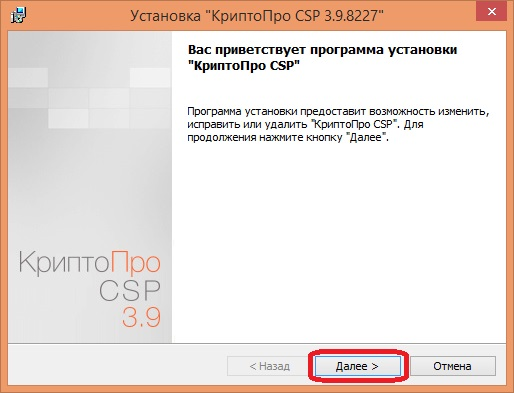 Установка "КриптоПро CSP 3.9.8227"
Вас приветствует программа установки
"КриптоПро CSP"
Программа установки предоставит возможность изменить,
исправить или удалить "КриптоПро CSP". Для
продолжения нажмите кнопку "Далее".
КриптоПро
CSP
3.9
< Назад
Далее >
Отмена